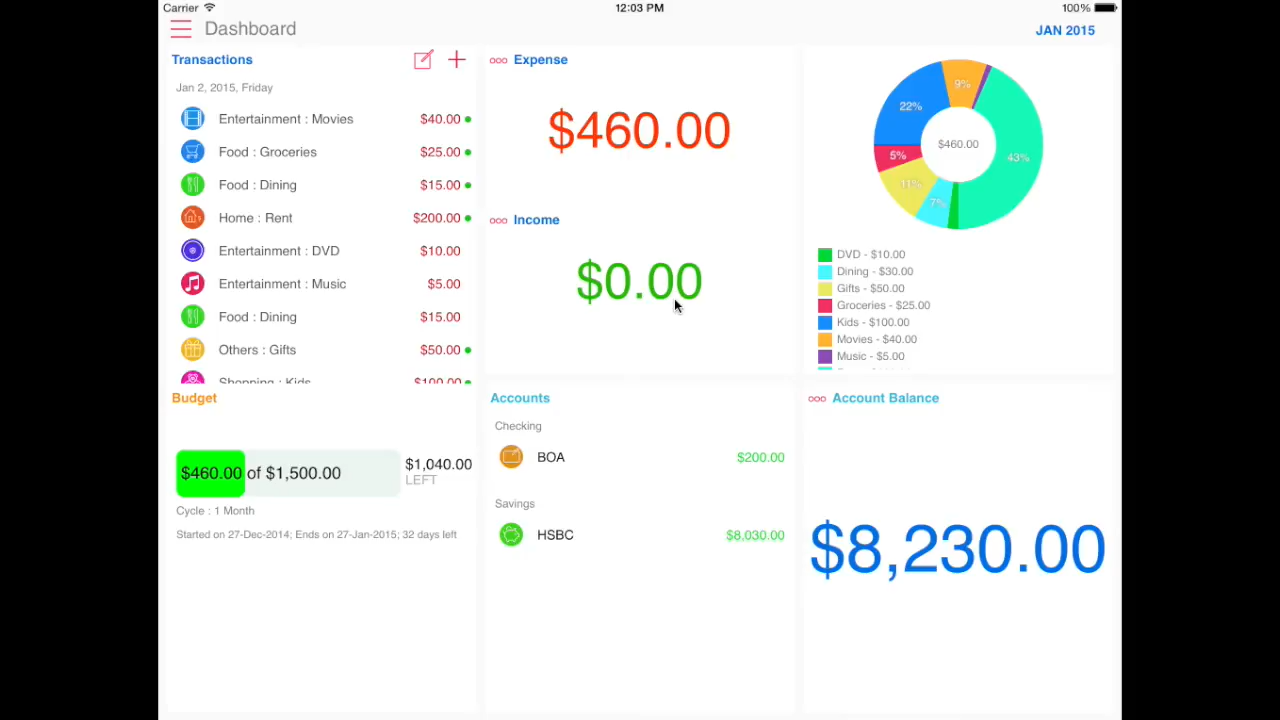 Carrier 12:03 PM 100%
Dashboard JAN 2015
Transactions
Jan 2, 2015, Friday
Entertainment : Movies $40.00
Food : Groceries $25.00
Food : Dining $15.00
Home : Rent $200.00
Entertainment : DVD $10.00
Entertainment : Music $5.00
Food : Dining $15.00
Others : Gifts $50.00
Shopping : Kids $100.00
Expense
$460.00
Income
$0.00
9%
22%
$460.00
43%
5%
11%
7%
DVD - $10.00
Dining - $30.00
Gifts - $50.00
Groceries - $25.00
Kids - $100.00
Movies - $40.00
Music - $5.00
Budget
$460.00 of $1,500.00
$1,040.00
LEFT
Cycle : 1 Month
Started on 27-Dec-2014; Ends on 27-Jan-2015; 32 days left
Accounts
Checking
BOA $200.00
Savings
HSBC $8,030.00
Account Balance
$8,230.00